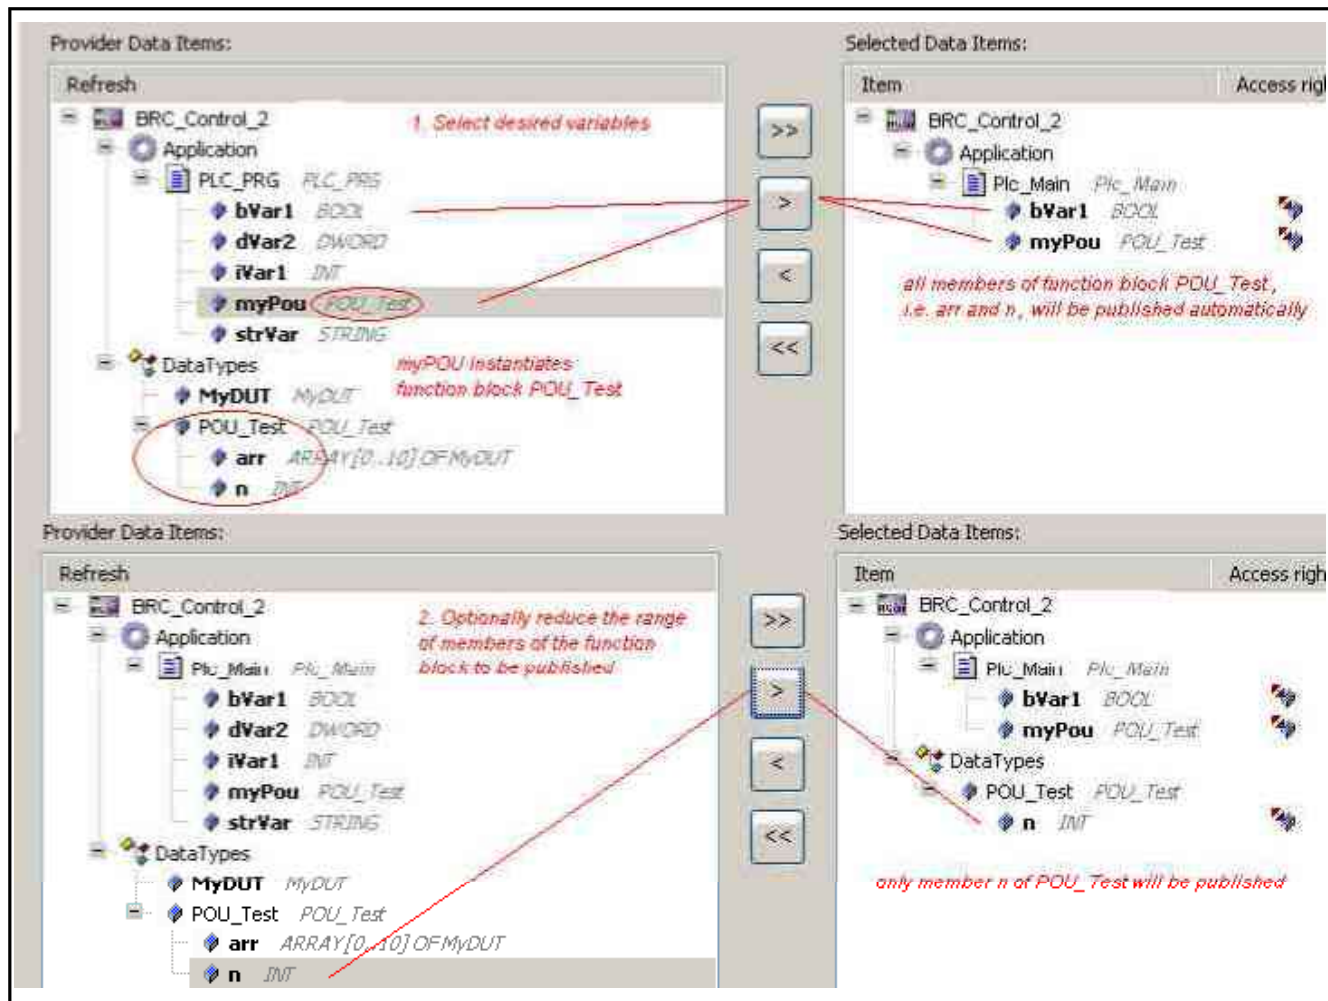 Provider Data Items:
Selected Data Items:
Refresh
Item Access righ
BRC_Control_2
1. Select desired variables
>>
BRC_Control_2
Application
Application
PLC_PRG PLC_PRG
>
Plc_Main Plc_Main
bVar1 BOOL
bVar1 BOOL
dVar2 DWORD
myPou POU_Test
iVar1 INT
<
all members of function block POU_Test,
i.e. arr and n, will be published automatically
myPou POU_Test
strVar STRING
<<
DataTypes
myPOU instantiates
function block POU_Test
MyDUT MyDUT
POU_Test POU_Test
arr ARRAY[0..10] OF MyDUT
n INT
Provider Data Items:
Selected Data Items:
Refresh
Item Access righ
BRC_Control_2
2. Optionally reduce the range
of members of the function
block to be published
>>
BRC_Control_2
Application
Application
Plc_Main Plc_Main
>
Plc_Main Plc_Main
bVar1 BOOL
bVar1 BOOL
dVar2 DWORD
myPou POU_Test
iVar1 INT
<
DataTypes
myPou POU_Test
POU_Test POU_Test
strVar STRING
n INT
<<
DataTypes
MyDUT MyDUT
only member n of POU_Test will be published
POU_Test POU_Test
arr ARRAY[0..10] OF MyDUT
n INT